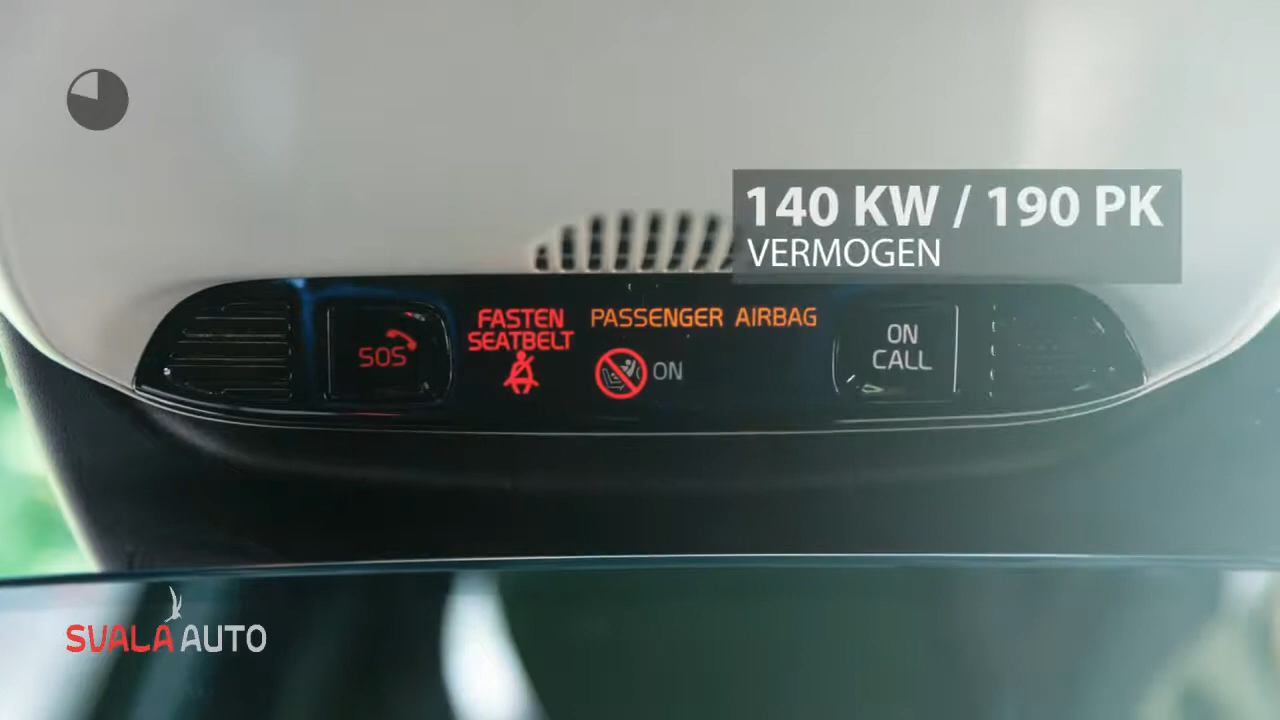 140 KW / 190 PK
VERMOGEN
FASTEN
SEATBELT
PASSENGER AIRBAG
SOS
ON
ON
CALL
SVALA AUTO